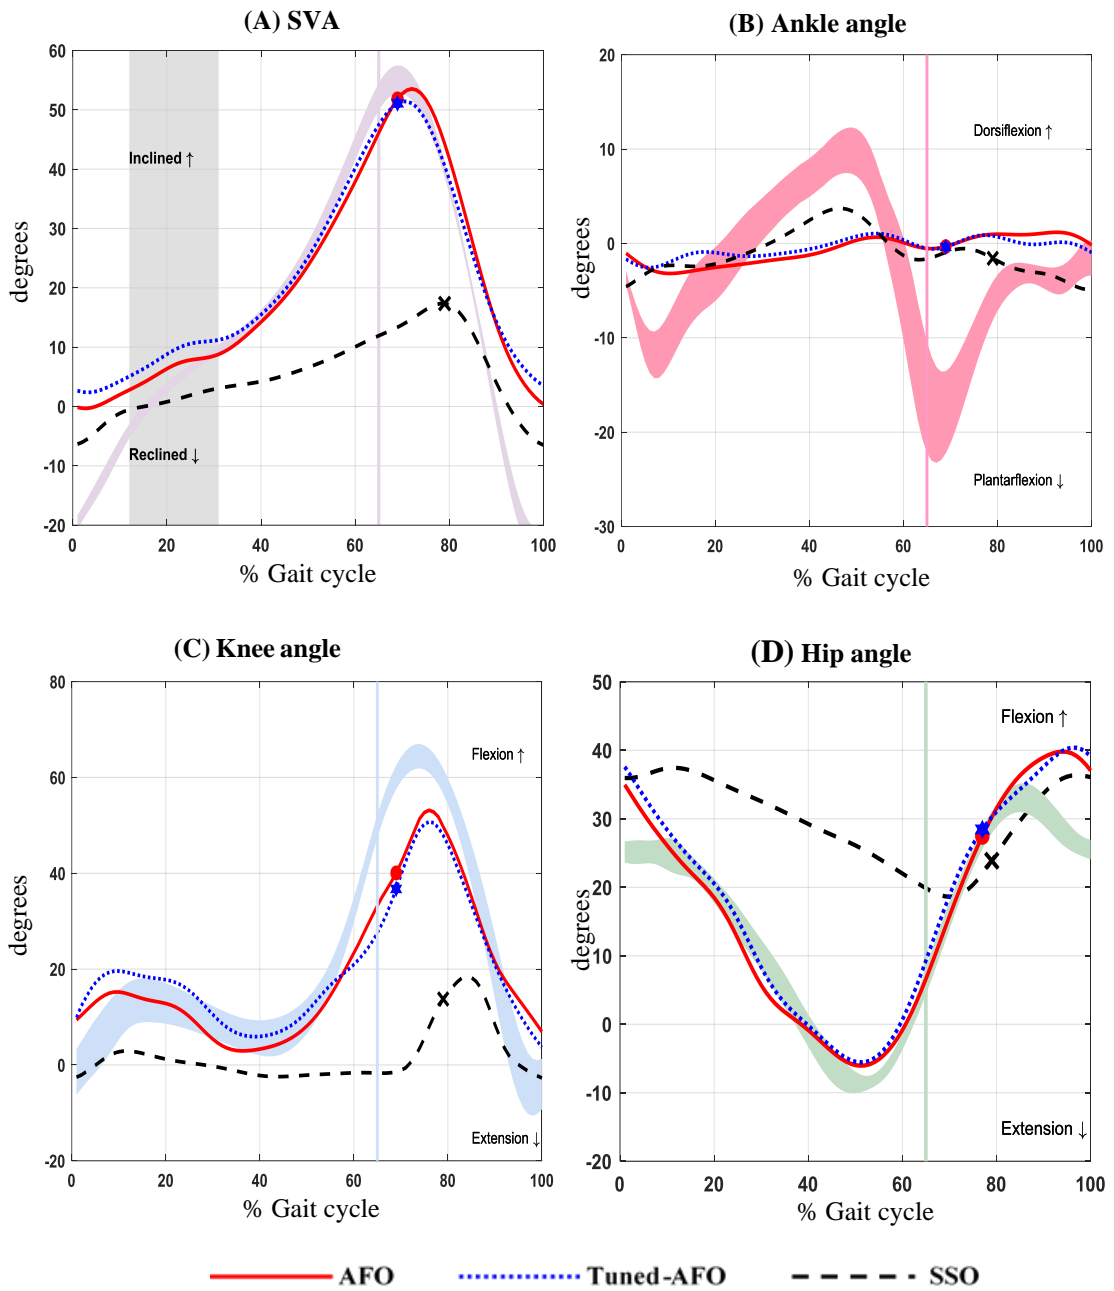 (A) SVA
60
50
40
30
20
10
0
-10
-20
degrees
Inclined ↑
Reclined ↓
0 20 40 60 80 100
% Gait cycle
(B) Ankle angle
20
10
0
-10
-20
-30
degrees
Dorsiflexion ↑
Plantarflexion ↓
0 20 40 60 80 100
% Gait cycle
(C) Knee angle
80
60
40
20
0
-20
degrees
Flexion ↑
Extension ↓
0 20 40 60 80 100
% Gait cycle
(D) Hip angle
50
40
30
20
10
0
-10
-20
degrees
Flexion ↑
Extension ↓
0 20 40 60 80 100
% Gait cycle
AFO Tuned-AFO SSO